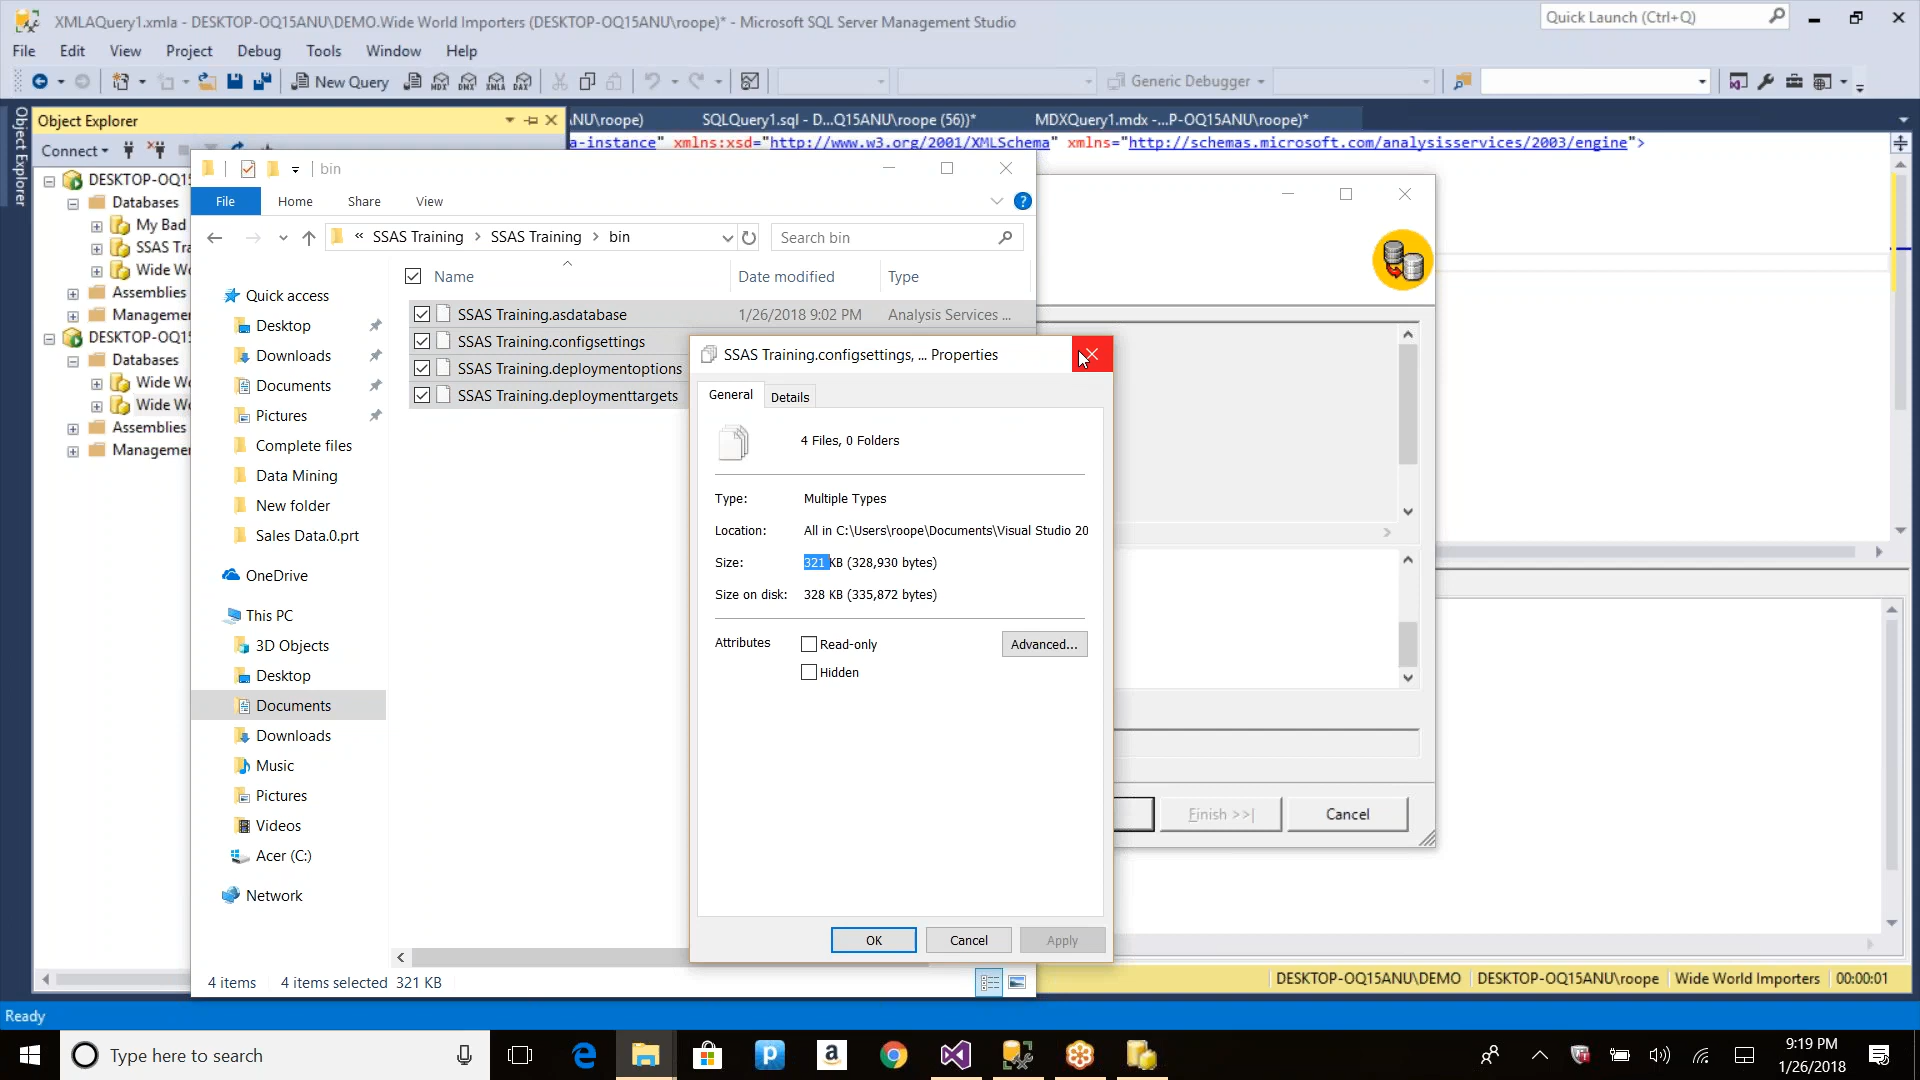 XMLAQuery1.xmla - DESKTOP-OQ15ANU\DEMO.Wide World Importers (DESKTOP-OQ15ANU\roope)* - Microsoft SQL Server Management Studio
Quick Launch (Ctrl+Q)
File Edit View Project Debug Tools Window Help
New Query
MDX DMX XMLA DAX
Generic Debugger
Object Explorer
Object Explorer
NU\roope)
SQLQuery1.sql - D...Q15ANU\roope (56))*
MDXQuery1.mdx -...P-OQ15ANU\roope)*
Connect
a-instance" xmlns:xsd="http://www.w3.org/2001/XMLSchema" xmlns="http://schemas.microsoft.com/analysisservices/2003/engine">
DESKTOP-OQ15
Databases
My Bad
SSAS Tra
Wide Wo
Assemblies
Managemen
DESKTOP-OQ15
Databases
Wide Wo
Wide Wo
Assemblies
Managemen
bin
File Home Share View
« SSAS Training > SSAS Training > bin
Search bin
Name Date modified Type
Quick access
Desktop
Downloads
Documents
Pictures
Complete files
Data Mining
New folder
Sales Data.0.prt
OneDrive
This PC
3D Objects
Desktop
Documents
Downloads
Music
Pictures
Videos
Acer (C:)
Network
SSAS Training.asdatabase 1/26/2018 9:02 PM Analysis Services ...
SSAS Training.configsettings
SSAS Training.deploymentoptions
SSAS Training.deploymenttargets
4 items 4 items selected 321 KB
SSAS Training.configsettings, ... Properties
General Details
4 Files, 0 Folders
Type: Multiple Types
Location: All in C:\Users\roope\Documents\Visual Studio 20
Size: 321 KB (328,930 bytes)
Size on disk: 328 KB (335,872 bytes)
Attributes Read-only Advanced...
Hidden
OK Cancel Apply
Finish >>| Cancel
DESKTOP-OQ15ANU\DEMO DESKTOP-OQ15ANU\roope Wide World Importers 00:00:01
Ready
Type here to search
9:19 PM
1/26/2018